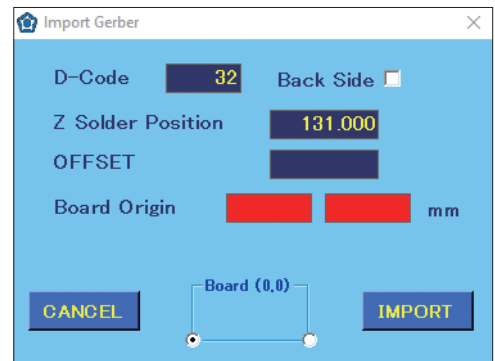 Import Gerber
D-Code 32 Back Side
Z Solder Position 131.000
OFFSET
Board Origin mm
Board (0,0)
CANCEL IMPORT